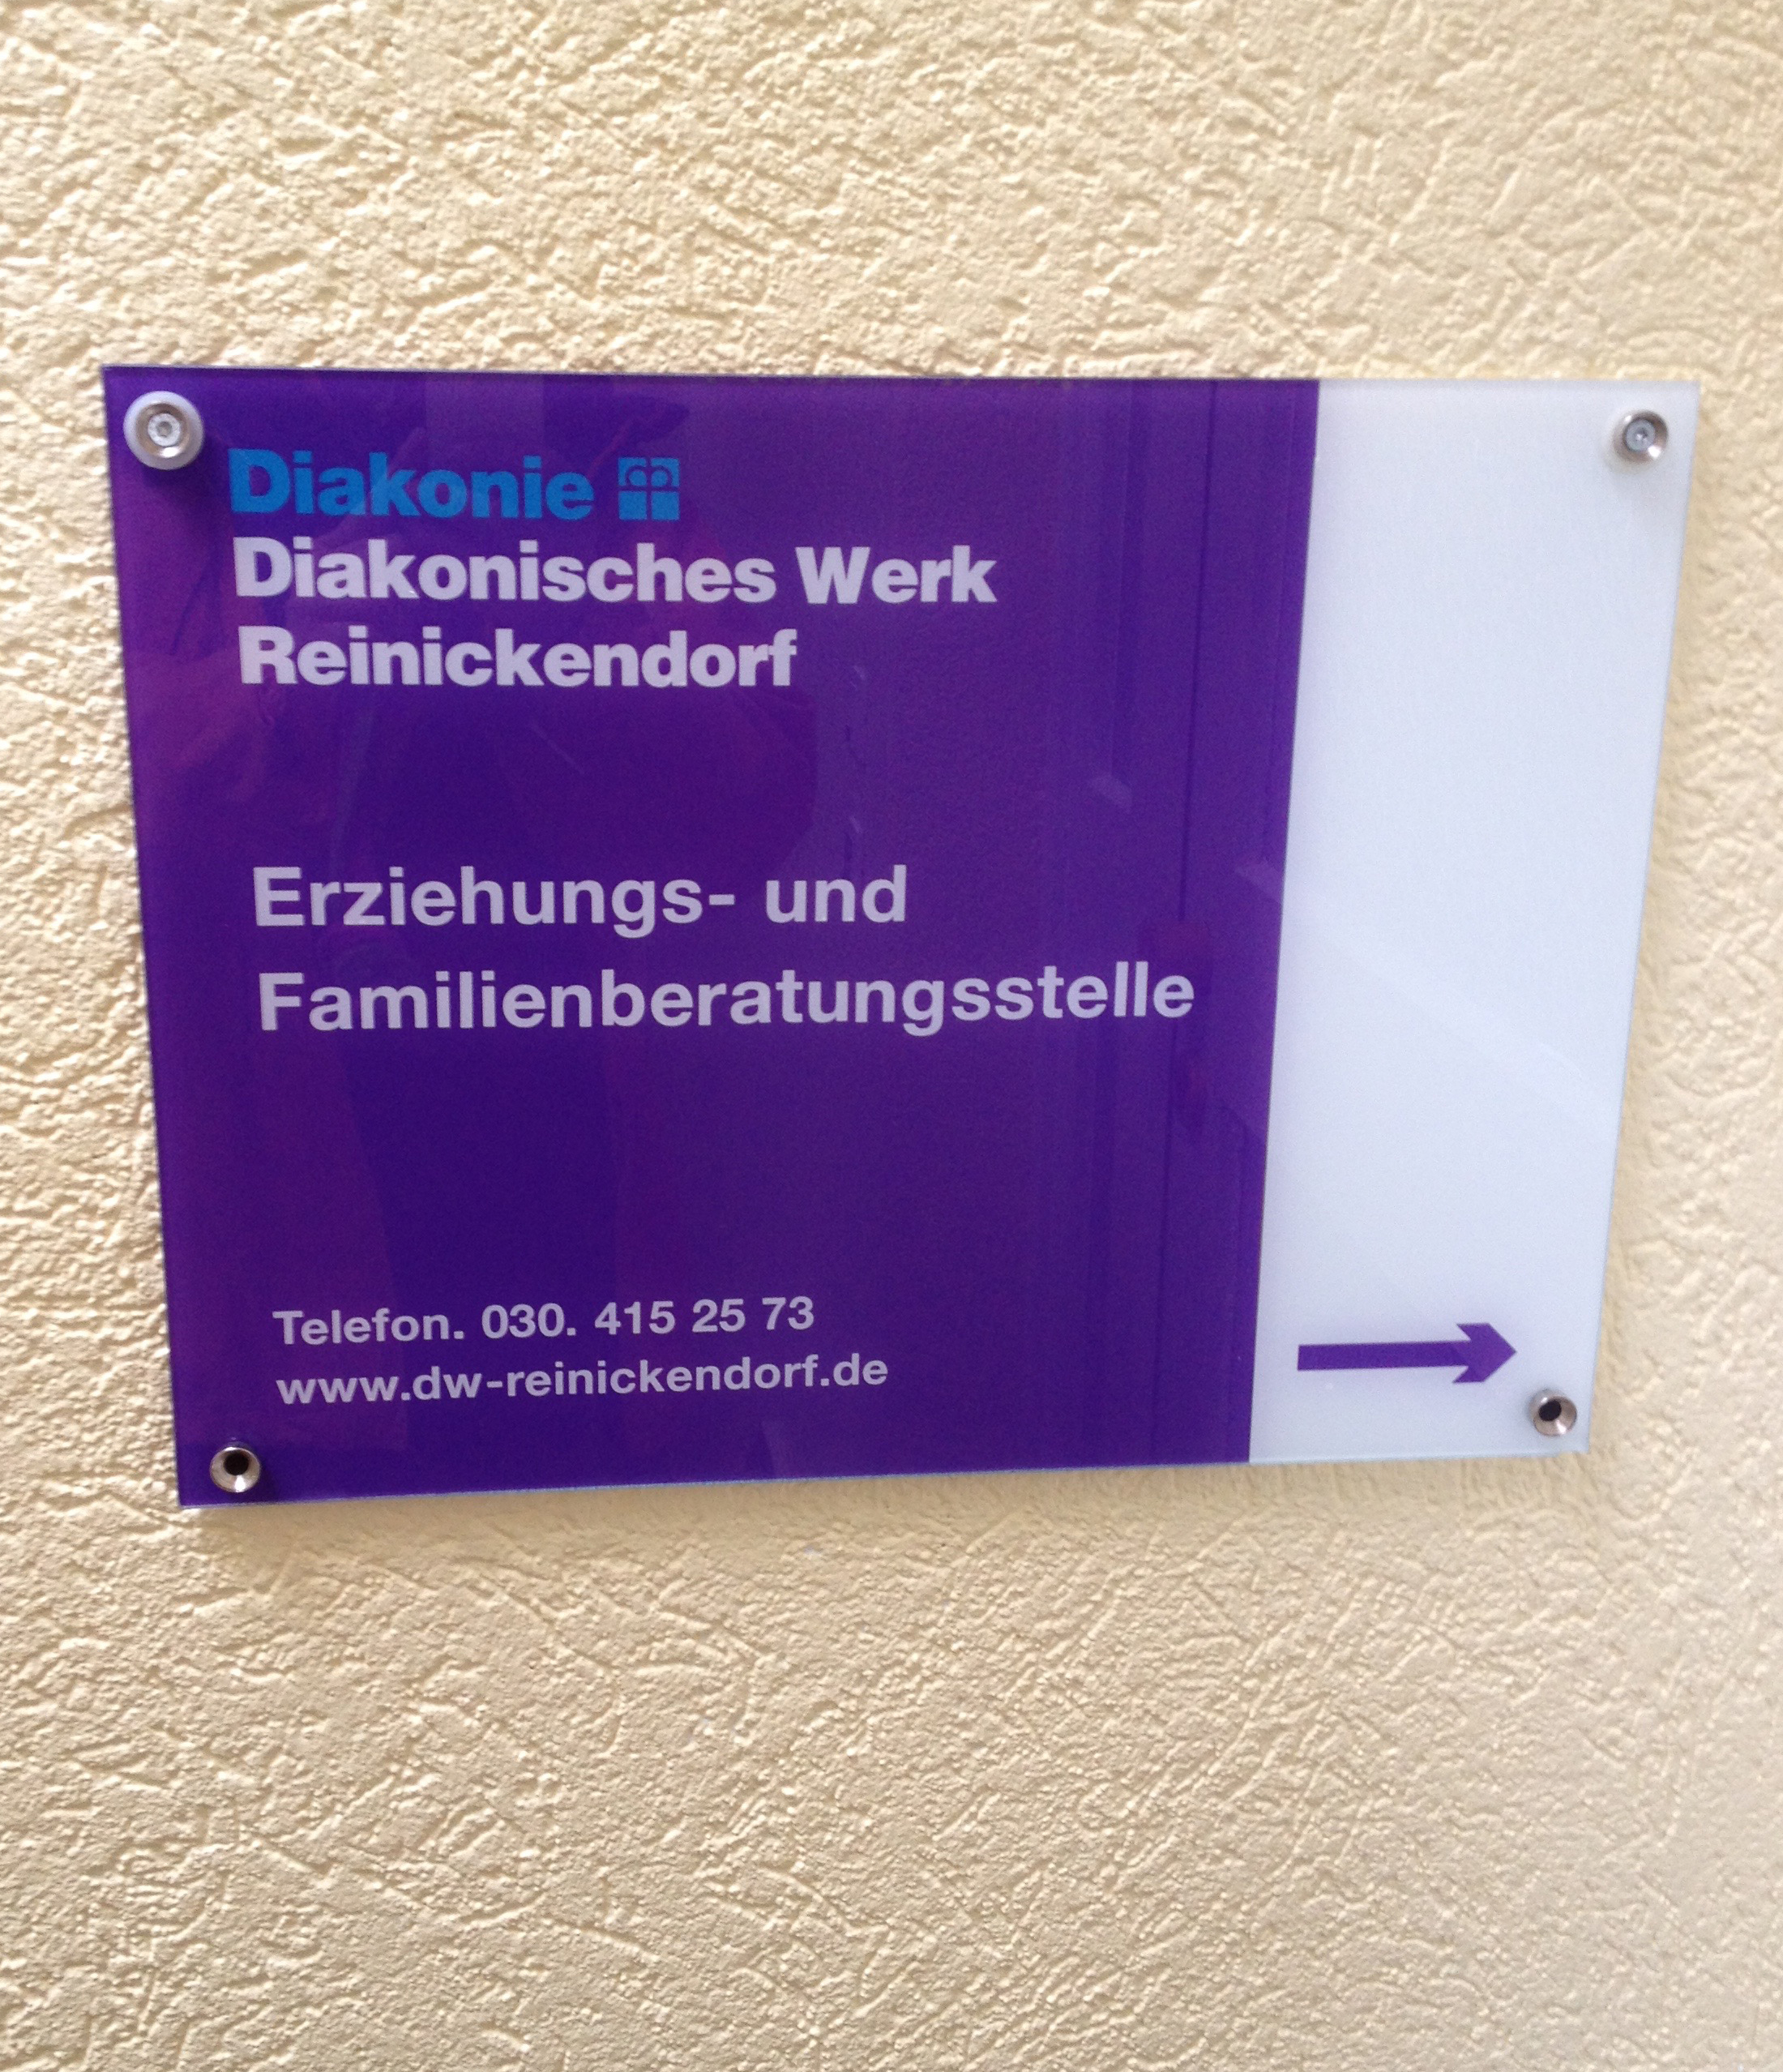 Diakonie
Diakonisches Werk
Reinickendorf
Erziehungs- und
Familienberatungsstelle
Telefon. 030. 415 25 73
www.dw-reinickendorf.de